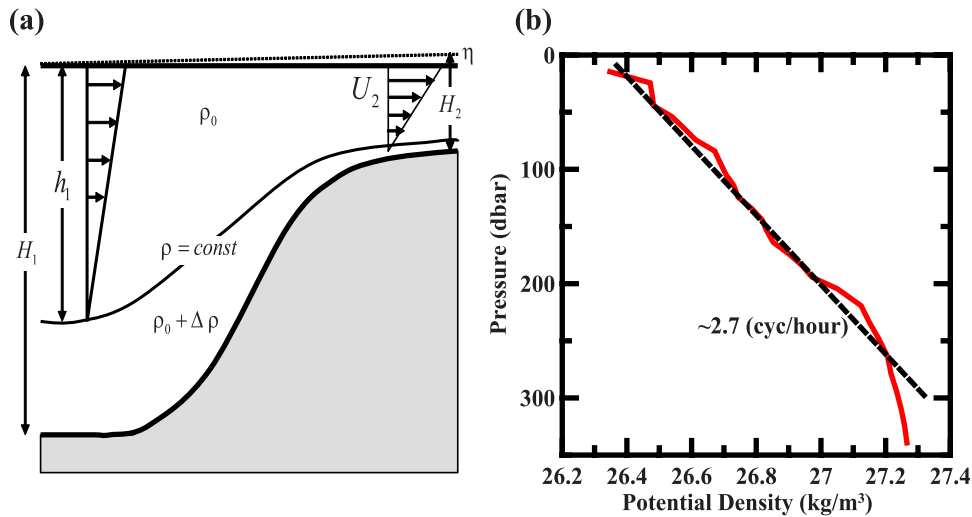 (a)
η
U₂
H₂
ρ₀
h₁
H₁
ρ = const
ρ₀ + Δρ
(b)
0
100
200
300
Pressure (dbar)
~2.7 (cyc/hour)
26.2 26.4 26.6 26.8 27 27.2 27.4
Potential Density (kg/m³)